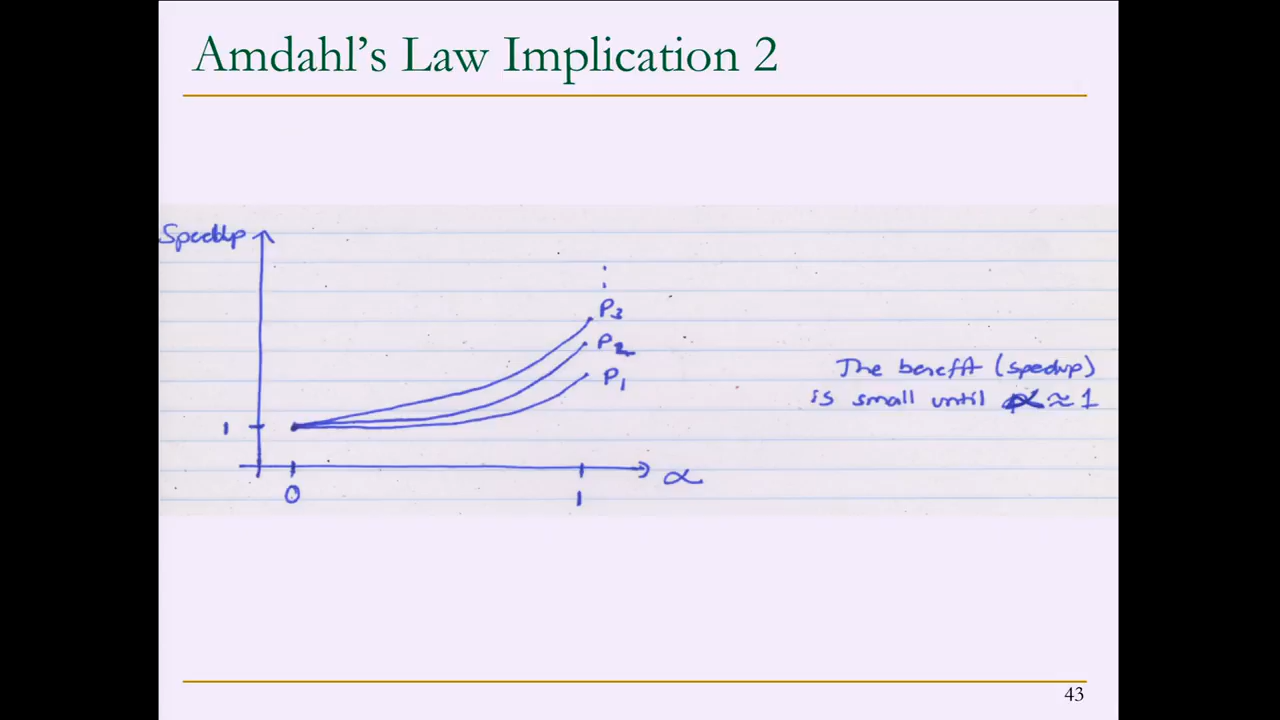 Amdahl's Law Implication 2
Speedup
P3
P2
P1
The benefit (speedup)
is small until α ≈ 1
1
α
0
1
43